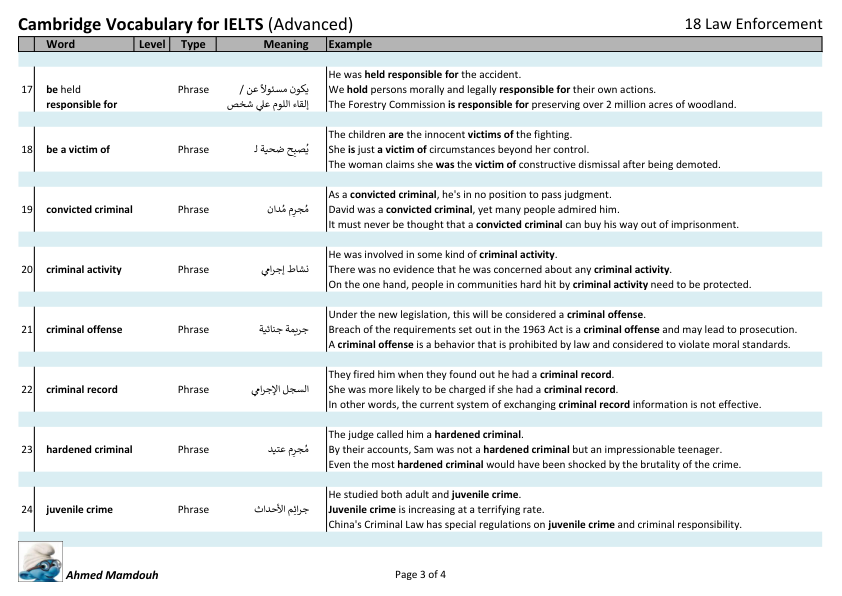 Cambridge Vocabulary for IELTS (Advanced) 18 Law Enforcement
Word Level Type Meaning Example
He was held responsible for the accident.
17 be held Phrase يكون مسئولاً عن / We hold persons morally and legally responsible for their own actions.
responsible for إلقاء اللوم علي شخص The Forestry Commission is responsible for preserving over 2 million acres of woodland.
The children are the innocent victims of the fighting.
18 be a victim of Phrase يُصبِح ضحية لـ She is just a victim of circumstances beyond her control.
The woman claims she was the victim of constructive dismissal after being demoted.
As a convicted criminal, he's in no position to pass judgment.
19 convicted criminal Phrase مُجرِم مُدان David was a convicted criminal, yet many people admired him.
It must never be thought that a convicted criminal can buy his way out of imprisonment.
He was involved in some kind of criminal activity.
20 criminal activity Phrase نشاط إجرامي There was no evidence that he was concerned about any criminal activity.
On the one hand, people in communities hard hit by criminal activity need to be protected.
Under the new legislation, this will be considered a criminal offense.
21 criminal offense Phrase جريمة جنائية Breach of the requirements set out in the 1963 Act is a criminal offense and may lead to prosecution.
A criminal offense is a behavior that is prohibited by law and considered to violate moral standards.
They fired him when they found out he had a criminal record.
22 criminal record Phrase السجل الإجرامي She was more likely to be charged if she had a criminal record.
In other words, the current system of exchanging criminal record information is not effective.
The judge called him a hardened criminal.
23 hardened criminal Phrase مُجرِم عتيد By their accounts, Sam was not a hardened criminal but an impressionable teenager.
Even the most hardened criminal would have been shocked by the brutality of the crime.
He studied both adult and juvenile crime.
24 juvenile crime Phrase جرائم الأحداث Juvenile crime is increasing at a terrifying rate.
China's Criminal Law has special regulations on juvenile crime and criminal responsibility.
Ahmed Mamdouh Page 3 of 4